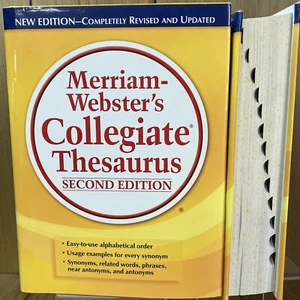 NEW EDITION—COMPLETELY REVISED AND UPDATED
Merriam-
Webster's
Collegiate®
Thesaurus
SECOND EDITION
®
• Easy-to-use alphabetical order
• Usage examples for every synonym
• Synonyms, related words, phrases,
near antonyms, and antonyms